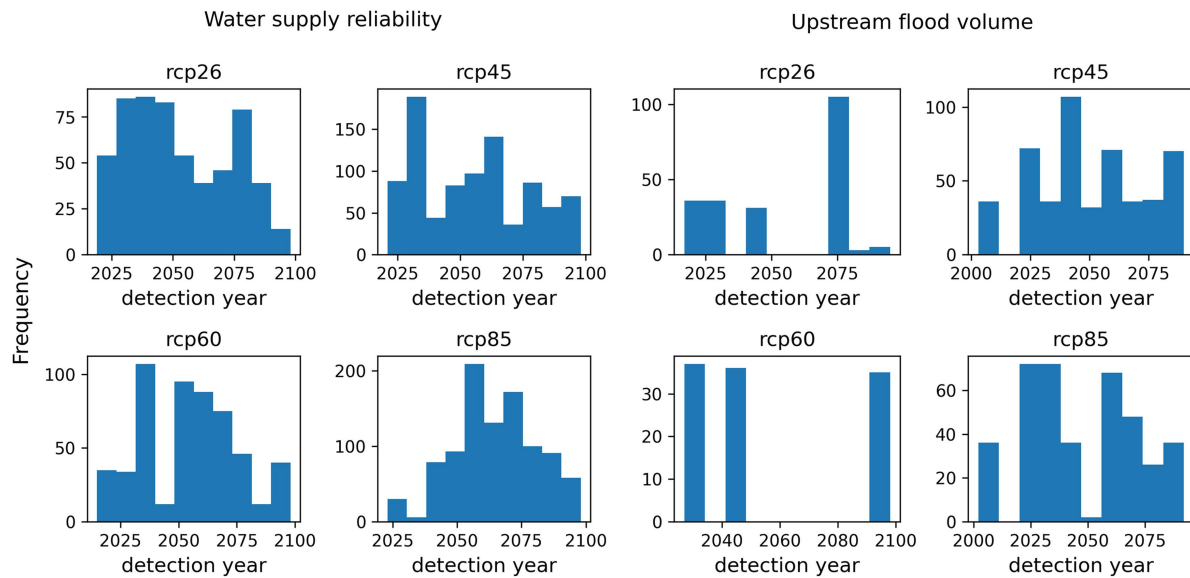 Water supply reliability
Upstream flood volume
rcp26
rcp45
rcp26
rcp45
75
50
25
0
2025 2050 2075 2100
detection year
150
100
50
0
2025 2050 2075 2100
detection year
100
50
0
2025 2050 2075
detection year
100
50
0
2000 2025 2050 2075
detection year
Frequency
rcp60
rcp85
rcp60
rcp85
100
50
0
2025 2050 2075 2100
detection year
200
100
0
2025 2050 2075 2100
detection year
30
20
10
0
2040 2060 2080 2100
detection year
60
40
20
0
2000 2025 2050 2075
detection year